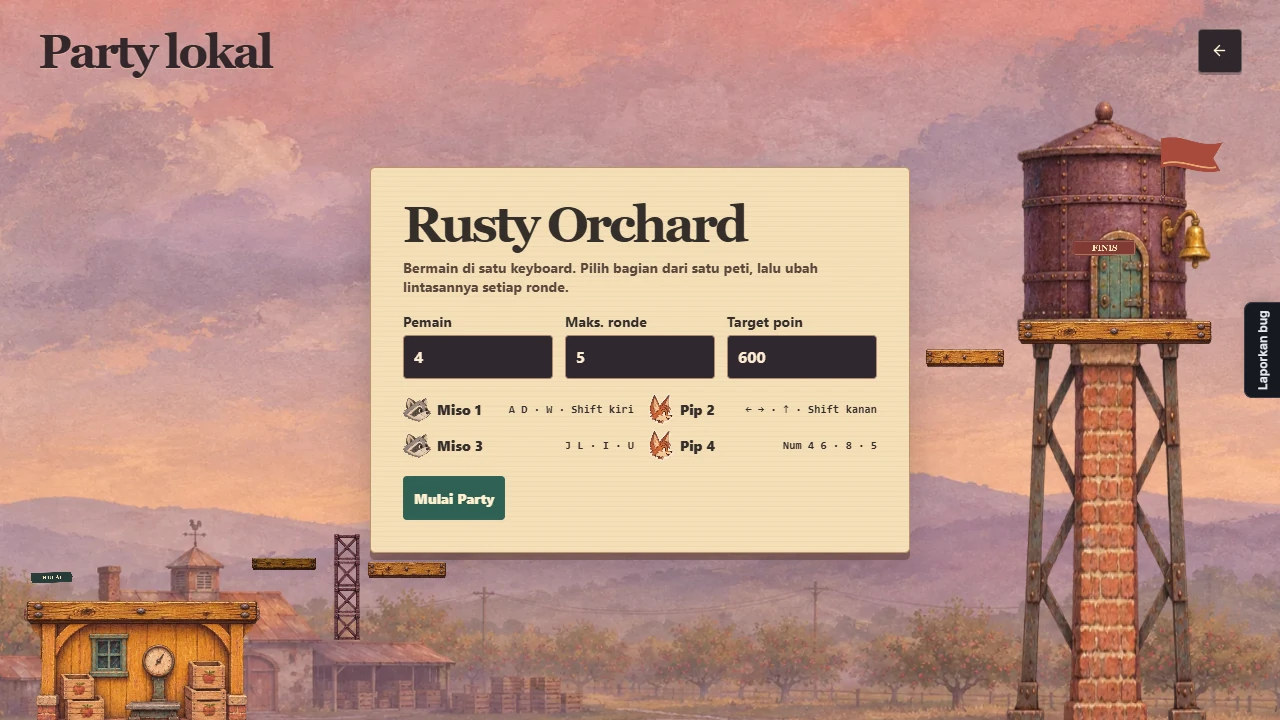 Party lokal
←
Rusty Orchard
Bermain di satu keyboard. Pilih bagian dari satu peti, lalu ubah
lintasannya setiap ronde.
Pemain
Maks. ronde
Target poin
4
5
600
Miso 1
A D · W · Shift kiri
Pip 2
← → · ↑ · Shift kanan
Miso 3
J L · I · U
Pip 4
Num 4 6 · 8 · 5
Mulai Party
FINIS
Laporkan bug